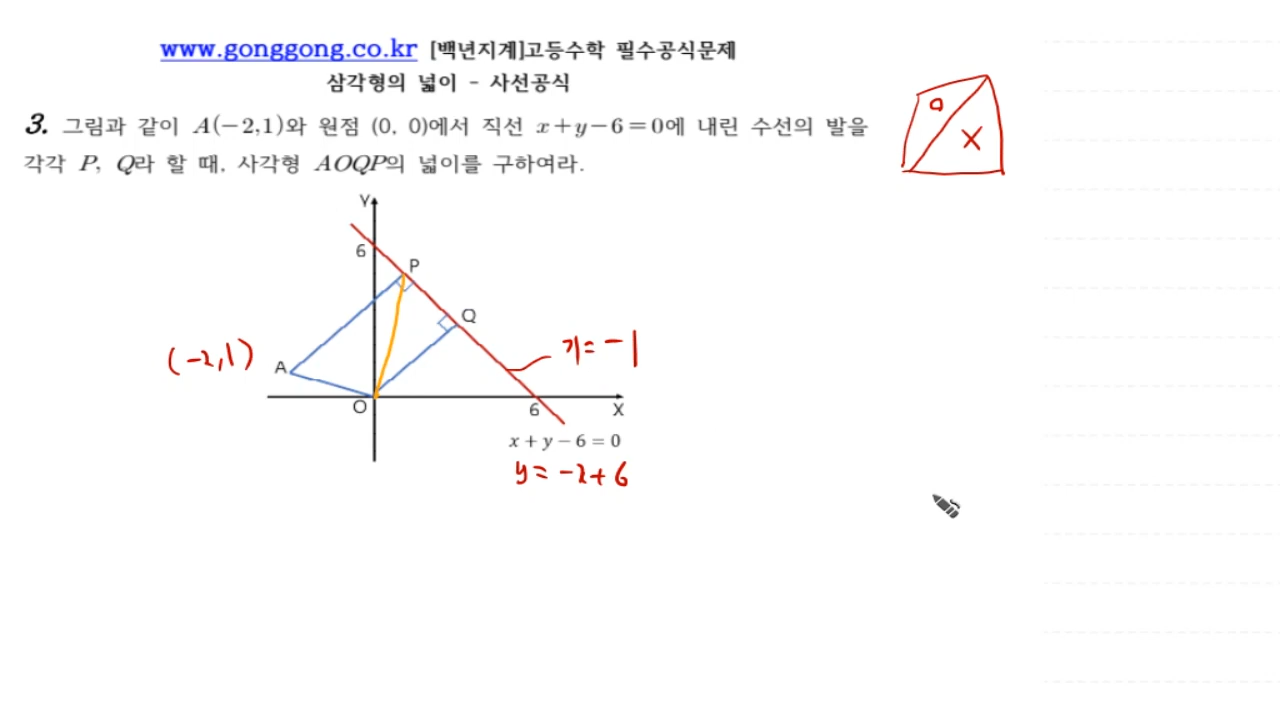 www.gonggong.co.kr [백년지계]고등수학 필수공식문제
삼각형의 넓이 - 사선공식
3. 그림과 같이 A(-2,1)와 원점 (0, 0)에서 직선 x+y-6=0에 내린 수선의 발을
각각 P, Q라 할 때, 사각형 AOQP의 넓이를 구하여라.
Y
6
P
Q
(-2,1)
A
기=-1
O
6
X
x+y-6=0
y=-x+6